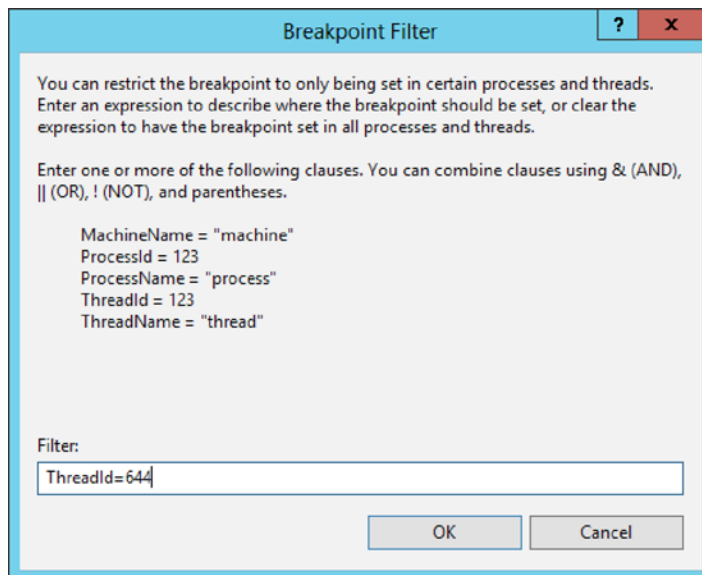 Breakpoint Filter
?
x
You can restrict the breakpoint to only being set in certain processes and threads.
Enter an expression to describe where the breakpoint should be set, or clear the
expression to have the breakpoint set in all processes and threads.
Enter one or more of the following clauses. You can combine clauses using & (AND),
|| (OR), ! (NOT), and parentheses.
MachineName = "machine"
ProcessId = 123
ProcessName = "process"
ThreadId = 123
ThreadName = "thread"
Filter:
ThreadId=644
OK
Cancel